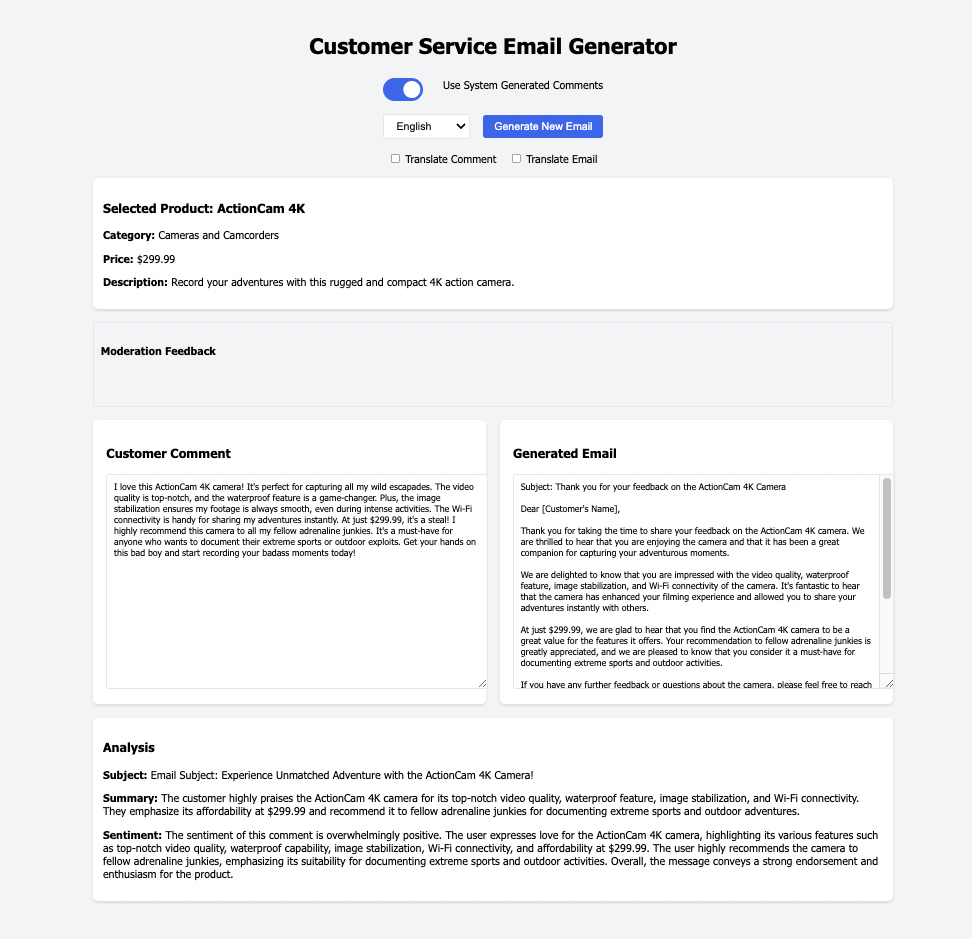 Customer Service Email Generator
Use System Generated Comments
English
Generate New Email
Translate Comment
Translate Email
Selected Product: ActionCam 4K
Category: Cameras and Camcorders
Price: $299.99
Description: Record your adventures with this rugged and compact 4K action camera.
Moderation Feedback
Customer Comment
I love this ActionCam 4K camera! It's perfect for capturing all my wild escapades. The video
quality is top-notch, and the waterproof feature is a game-changer. Plus, the image
stabilization ensures my footage is always smooth, even during intense activities. The Wi-Fi
connectivity is handy for sharing my adventures instantly. At just $299.99, it's a steal! I
highly recommend this camera to all my fellow adrenaline junkies. It's a must-have for
anyone who wants to document their extreme sports or outdoor exploits. Get your hands on
this bad boy and start recording your badass moments today!
Generated Email
Subject: Thank you for your feedback on the ActionCam 4K Camera
Dear [Customer's Name],
Thank you for taking the time to share your feedback on the ActionCam 4K camera. We
are thrilled to hear that you are enjoying the camera and that it has been a great
companion for capturing your adventurous moments.
We are delighted to know that you are impressed with the video quality, waterproof
feature, image stabilization, and Wi-Fi connectivity of the camera. It's fantastic to hear
that the camera has enhanced your filming experience and allowed you to share your
adventures instantly with others.
At just $299.99, we are glad to hear that you find the ActionCam 4K camera to be a
great value for the features it offers. Your recommendation to fellow adrenaline junkies is
greatly appreciated, and we are pleased to know that you consider it a must-have for
documenting extreme sports and outdoor activities.
If you have any further feedback or questions about the camera, please feel free to reach
Analysis
Subject: Email Subject: Experience Unmatched Adventure with the ActionCam 4K Camera!
Summary: The customer highly praises the ActionCam 4K camera for its top-notch video quality, waterproof feature, image stabilization, and Wi-Fi connectivity.
They emphasize its affordability at $299.99 and recommend it to fellow adrenaline junkies for documenting extreme sports and outdoor adventures.
Sentiment: The sentiment of this comment is overwhelmingly positive. The user expresses love for the ActionCam 4K camera, highlighting its various features such
as top-notch video quality, waterproof capability, image stabilization, Wi-Fi connectivity, and affordability at $299.99. The user highly recommends the camera to
fellow adrenaline junkies, emphasizing its suitability for documenting extreme sports and outdoor activities. Overall, the message conveys a strong endorsement and
enthusiasm for the product.